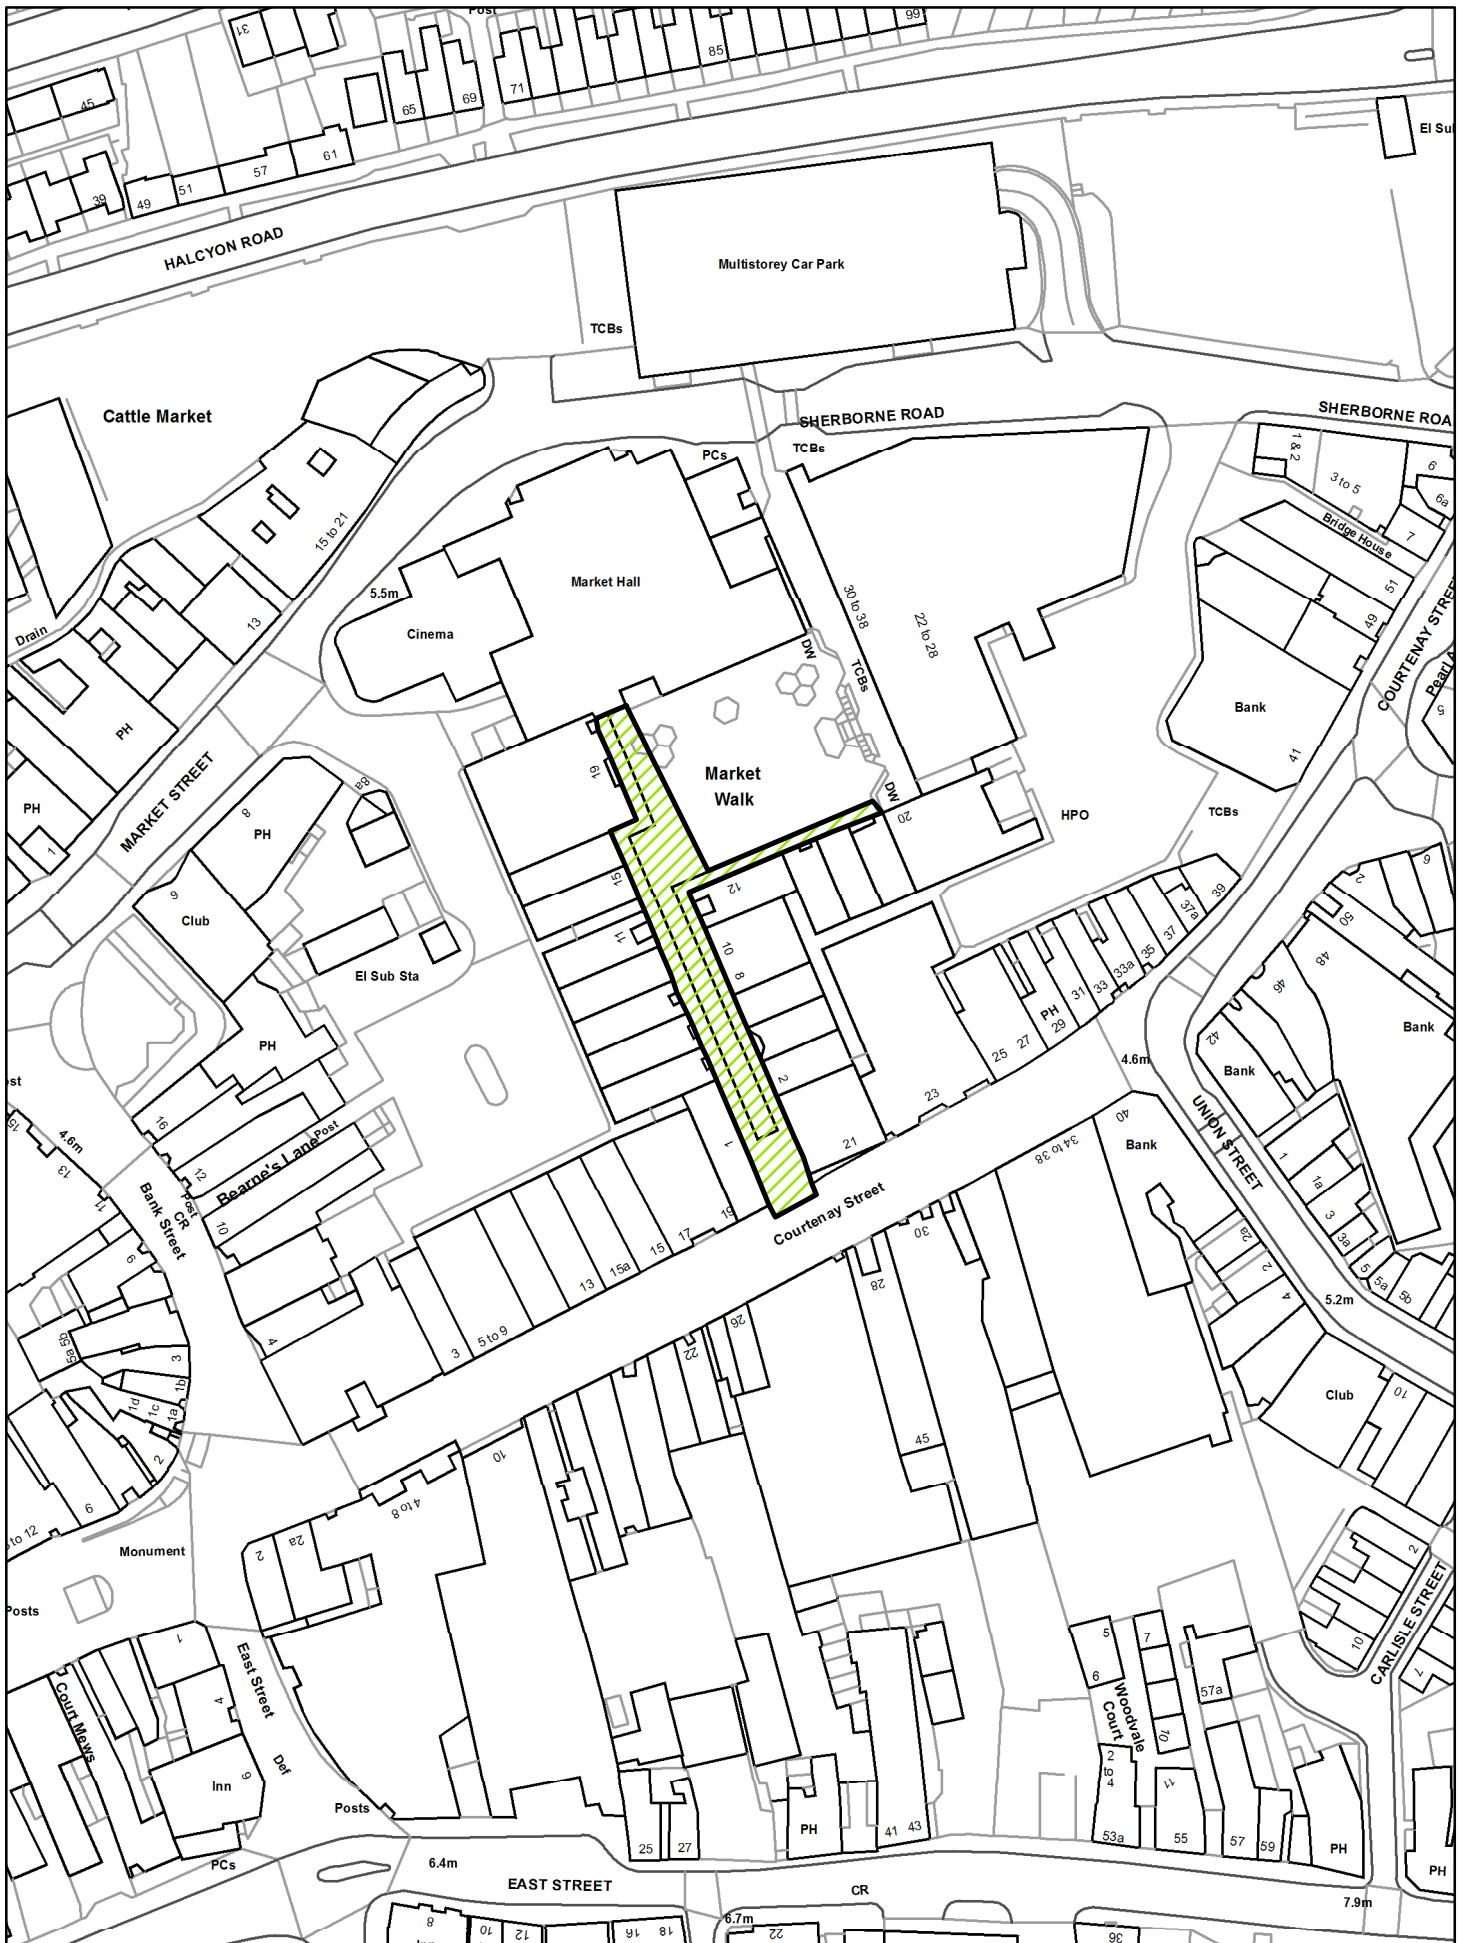 Post
31
99
85
45
65
69
71
61
57
51
49
39
El Su
HALCYON ROAD
Multistorey Car Park
TCBs
Cattle Market
SHERBORNE ROAD
SHERBORNE ROA
TCBs
PCs
1 & 2
3 to 5
6
6a
7
Bridge House
15 to 21
5.5m
Market Hall
Cinema
30 to 38
22 to 28
Drain
13
DW
TCBs
51
49
COURTENAY STREE
Pearl A
5
Bank
41
PH
PH
1
MARKET STREET
19
Market
Walk
DW
20
HPO
TCBs
8a
8
PH
6
Club
15
12
11
El Sub Sta
10
8
2
39
37a
37
35
33a
33
31
PH
29
27
25
23
6
2
50
48
46
42
Bank
Bank
4.6m
PH
16
Post
Bearne's Lane
12
Post
CR
10
Bank Street
ost
15
4.6m
13
11
9
1
21
19
Courtenay Street
40
34 to 38
Bank
UNION STREET
1
1a
3
3a
5
5a
5b
5.2m
17
15
15a
13
5 to 9
3
4
30
28
26
22
2a
2
4
5a 5b
3
1b
1d
1c
1a
2
9
to 12
45
Club
10
10
4 to 8
2a
2
Monument
Posts
2
10
CARLISLE STREET
7
1
4
East Street
Court Mews
Inn
9
Def
Posts
PCs
5
6
7
Woodvale
Court
57a
10
2
to
4
11
53a
55
57
59
PH
PH
25
27
PH
41
43
6.4m
EAST STREET
CR
6.7m
7.9m
8
10
12
16
18
22
36